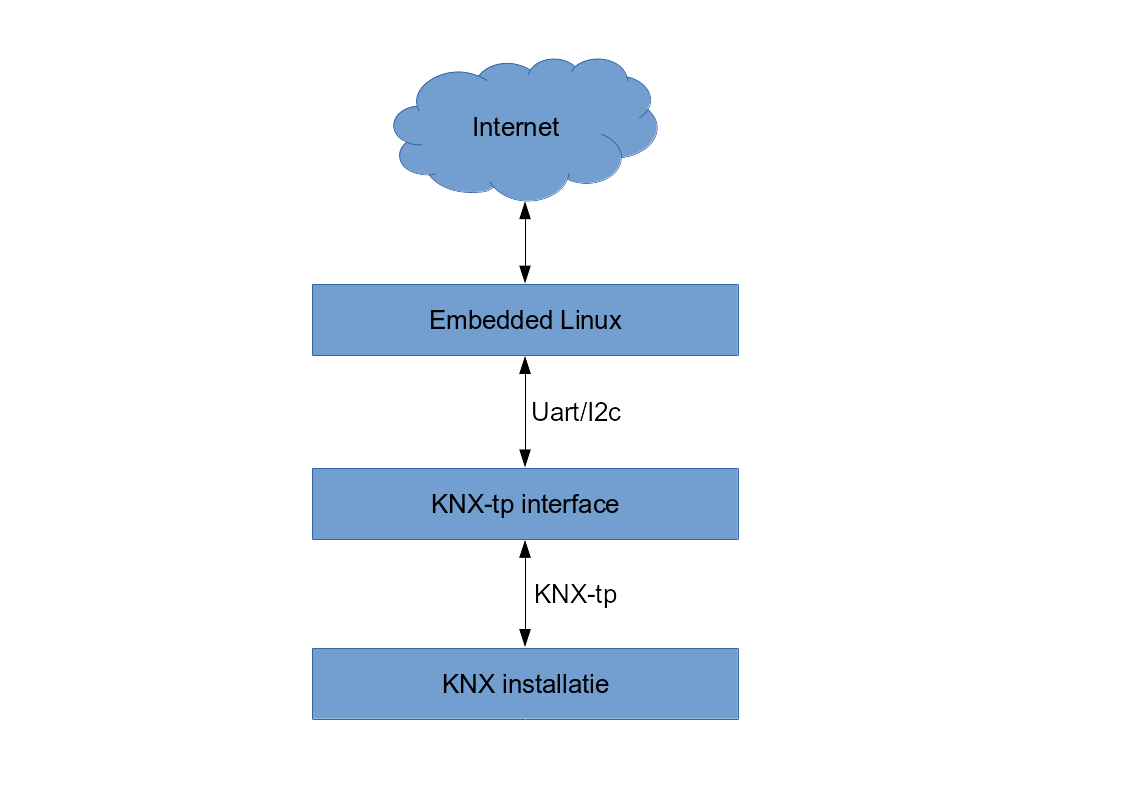 Internet
Embedded Linux
Uart/I2c
KNX-tp interface
KNX-tp
KNX installatie